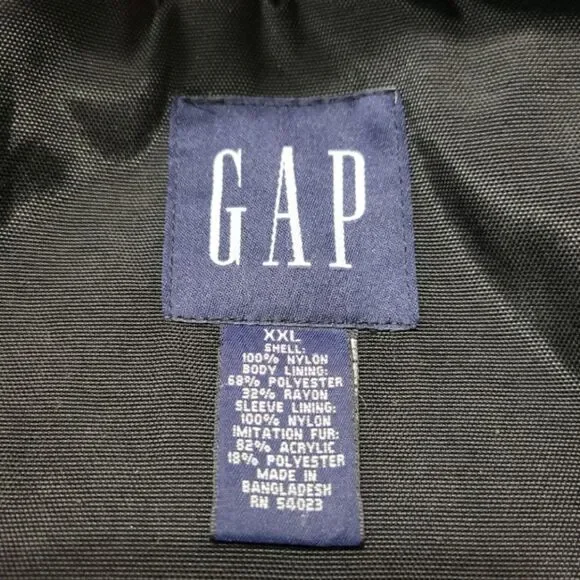 GAP
XXL
SHELL:
100% NYLON
BODY LINING:
68% POLYESTER
32% RAYON
SLEEVE LINING:
100% NYLON
IMITATION FUR:
82% ACRYLIC
18% POLYESTER
MADE IN
BANGLADESH
RN 54023